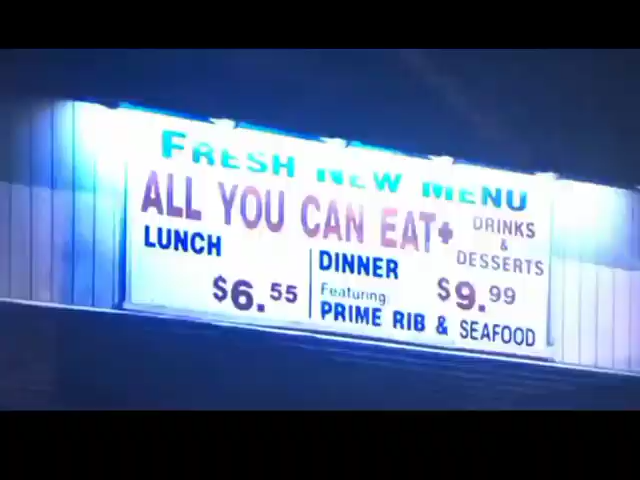 FRESH NEW MENU
ALL YOU CAN EAT+ DRINKS & DESSERTS
LUNCH
$6.55
DINNER
$9.99
Featuring:
PRIME RIB & SEAFOOD